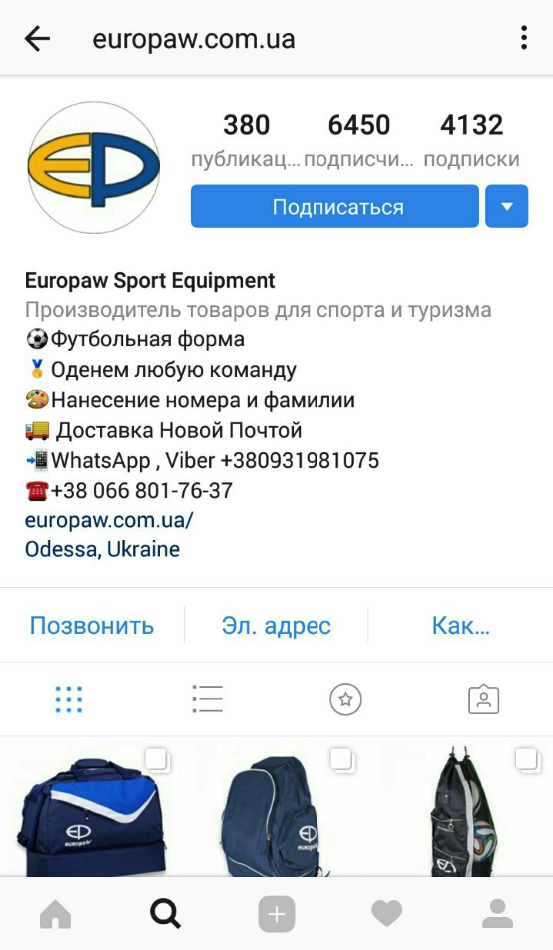 europaw.com.ua
380 6450 4132
публикац... подписчи... подписки
Подписаться
Europaw Sport Equipment
Производитель товаров для спорта и туризма
Футбольная форма
Оденем любую команду
Нанесение номера и фамилии
Доставка Новой Почтой
WhatsApp , Viber +380931981075
+38 066 801-76-37
europaw.com.ua/
Odessa, Ukraine
Позвонить Эл. адрес Как...
EP europaw EP europaw EP